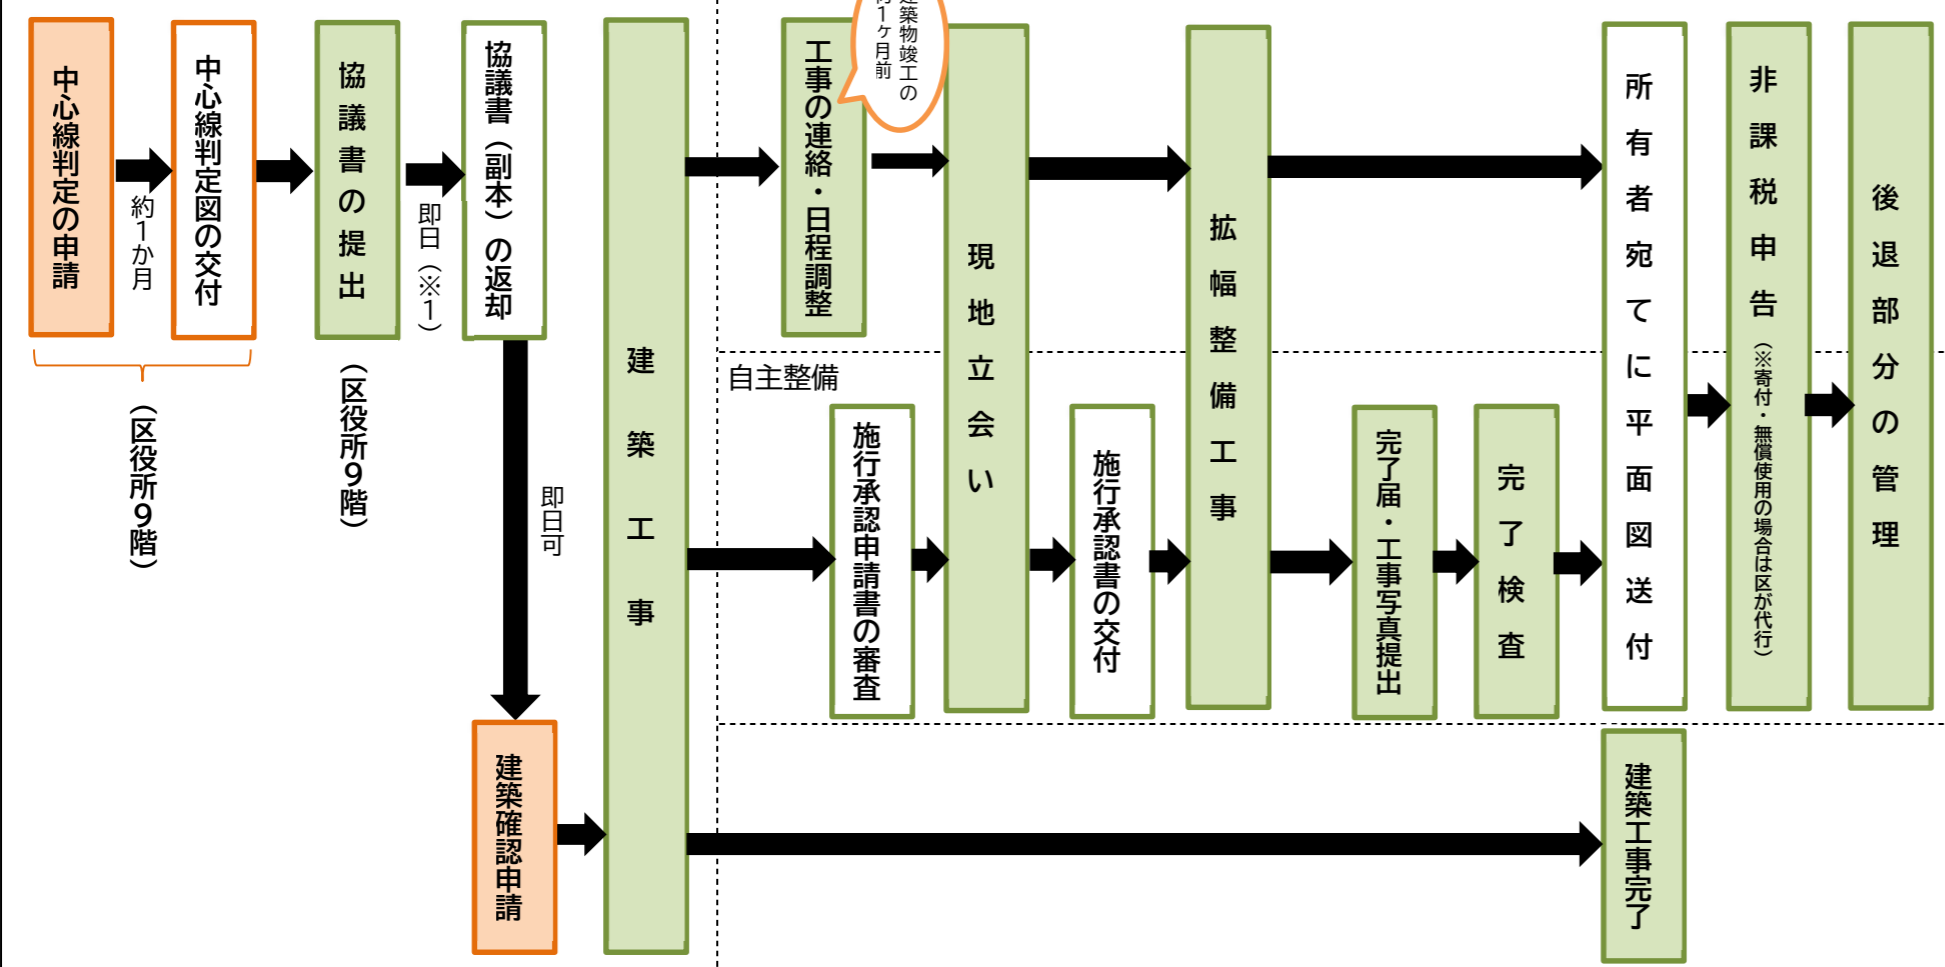 中心線判定の申請
約1か月
中心線判定図の交付
（区役所９階）
協議書の提出
（区役所９階）
即日（※１）
協議書（副本）の返却
即日可
建築確認申請
建築工事
工事の連絡・日程調整
築物竣工の
1ヶ月前
現地立会い
拡幅整備工事
自主整備
施行承認申請書の審査
施行承認書の交付
完了届・工事写真提出
完了検査
所有者宛てに平面図送付
非課税申告（※寄付・無償使用の場合は区が代行）
後退部分の管理
建築工事完了